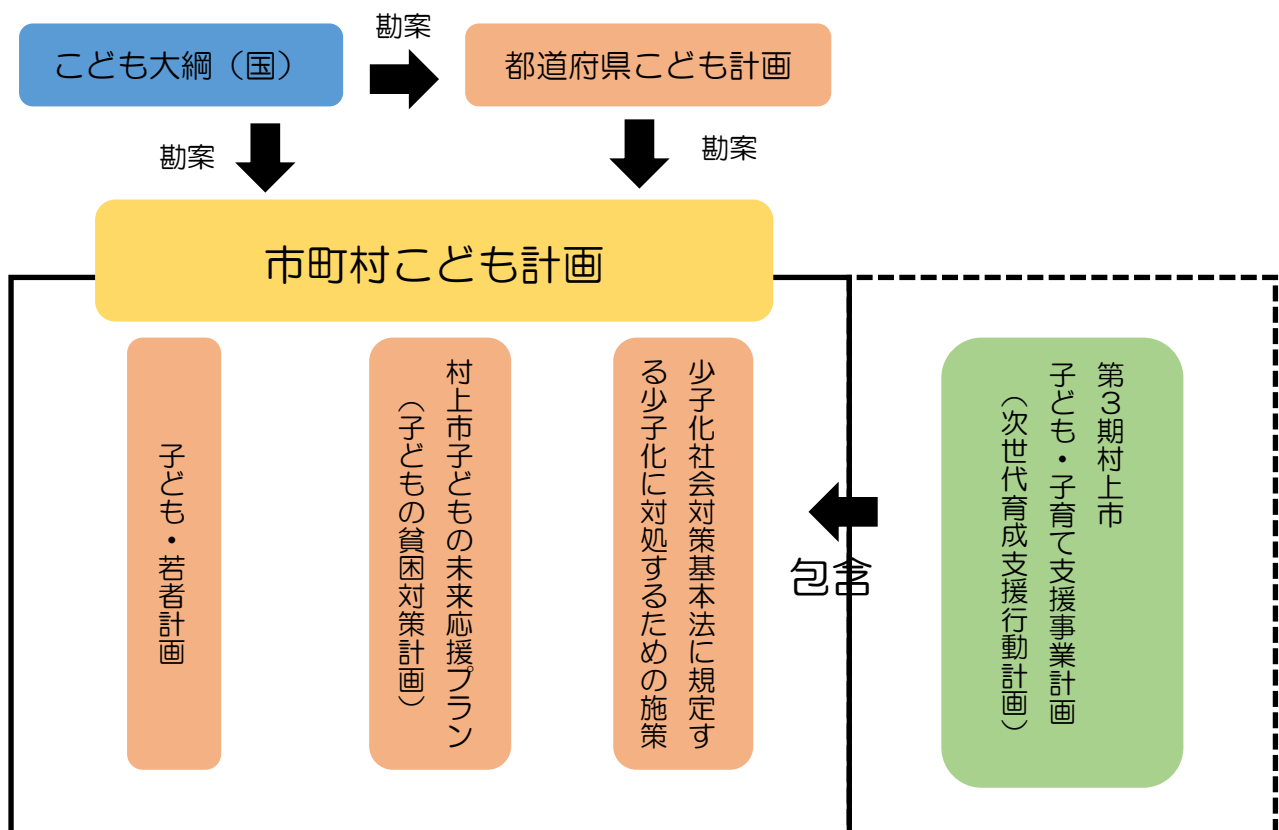 勘案
こども大綱（国）
都道府県こども計画
勘案
勘案
市町村こども計画
子ども・若者計画
村上市子どもの未来応援プラン
（子どもの貧困対策計画）
少子化社会対策基本法に規定す
る少子化に対処するための施策
包含
第３期村上市
子ども・子育て支援事業計画
（次世代育成支援行動計画）